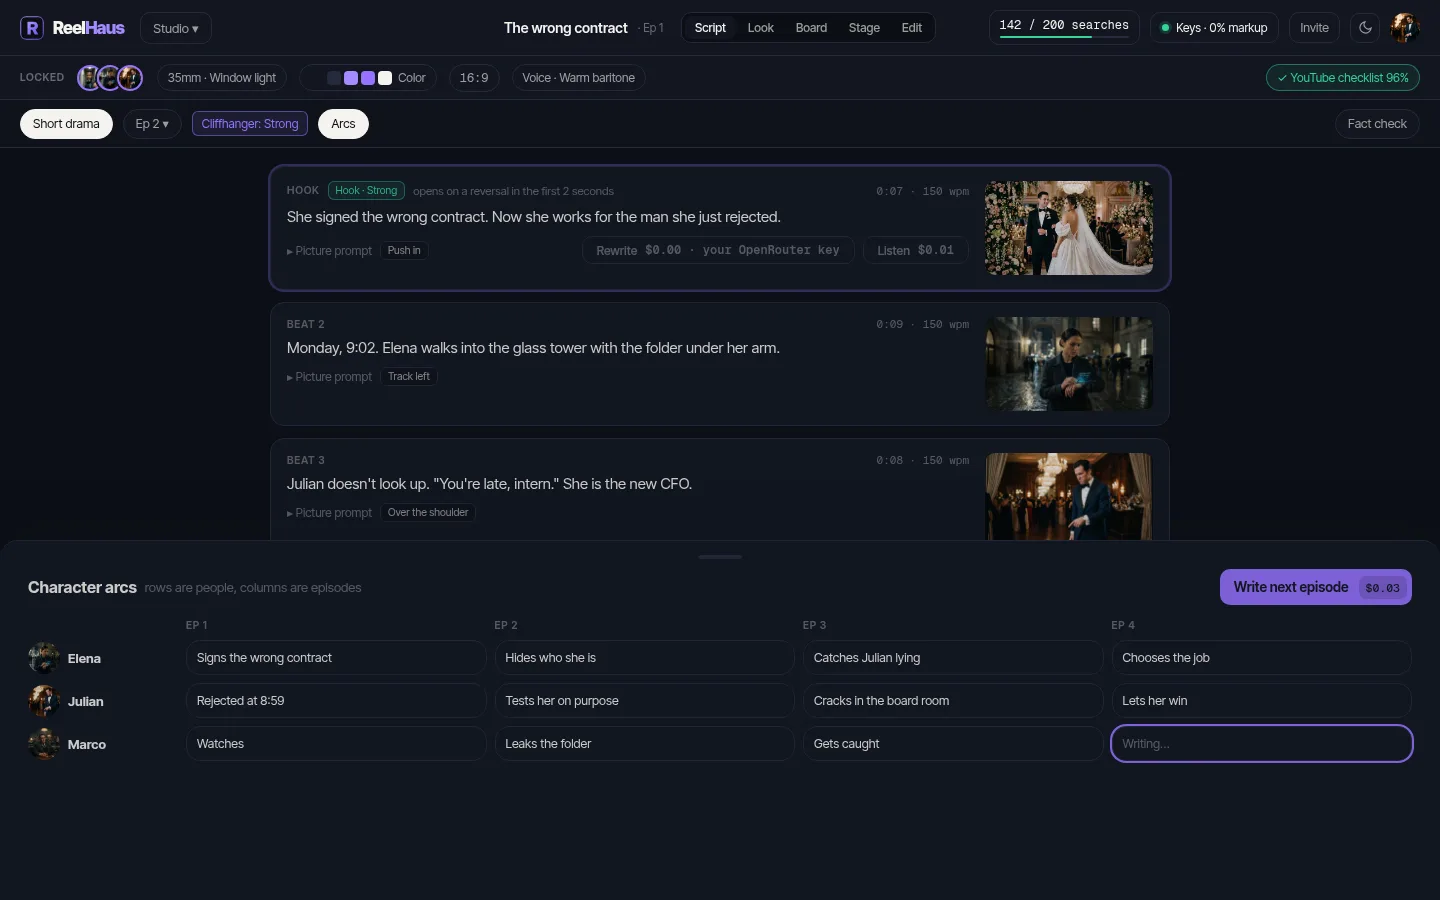 R ReelHaus Studio ▾ The wrong contract · Ep 1 Script Look Board Stage Edit 142 / 200 searches Keys · 0% markup Invite
LOCKED 35mm · Window light Color 16:9 Voice · Warm baritone ✓ YouTube checklist 96%
Short drama Ep 2 ▾ Cliffhanger: Strong Arcs Fact check
HOOK Hook · Strong opens on a reversal in the first 2 seconds 0:07 · 150 wpm
She signed the wrong contract. Now she works for the man she just rejected.
▸ Picture prompt Push in Rewrite $0.00 · your OpenRouter key Listen $0.01
BEAT 2 0:09 · 150 wpm
Monday, 9:02. Elena walks into the glass tower with the folder under her arm.
▸ Picture prompt Track left
BEAT 3 0:08 · 150 wpm
Julian doesn't look up. "You're late, intern." She is the new CFO.
▸ Picture prompt Over the shoulder
Character arcs rows are people, columns are episodes Write next episode $0.03
EP 1 EP 2 EP 3 EP 4
Elena Signs the wrong contract Hides who she is Catches Julian lying Chooses the job
Julian Rejected at 8:59 Tests her on purpose Cracks in the board room Lets her win
Marco Watches Leaks the folder Gets caught Writing...